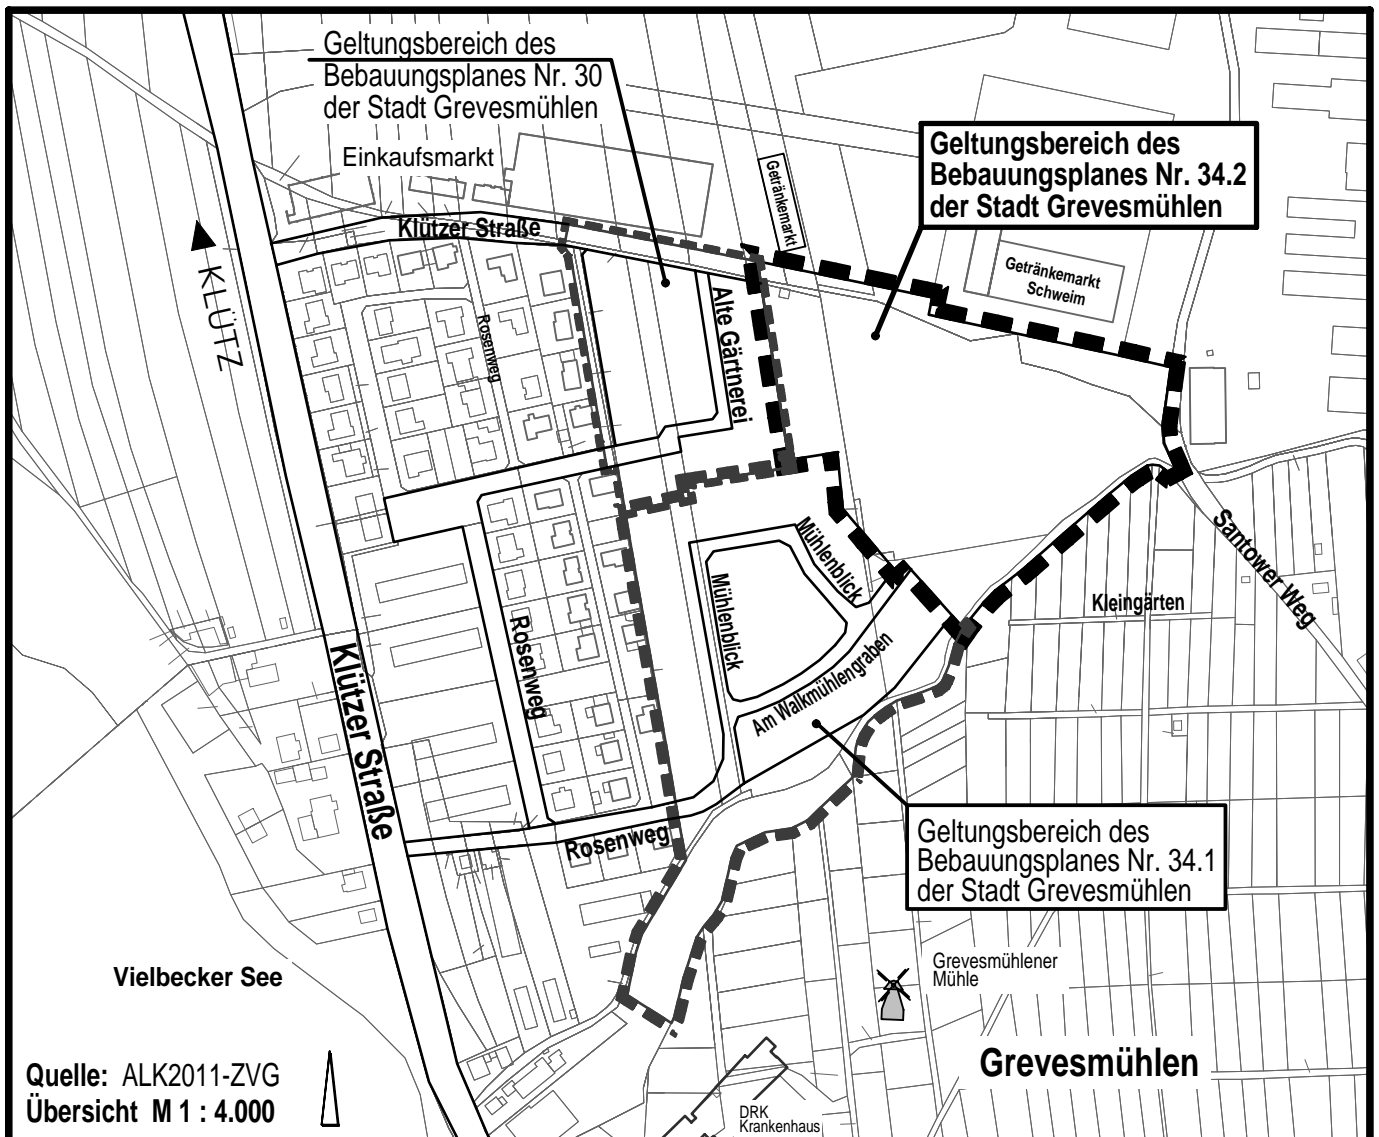 Geltungsbereich des
Bebauungsplanes Nr. 30
der Stadt Grevesmühlen
Einkaufsmarkt
Geltungsbereich des
Bebauungsplanes Nr. 34.2
der Stadt Grevesmühlen
Getränkemarkt
Klützer Straße
KLÜTZ
Getränkemarkt
Schweim
Alte Gärtnerei
Rosenweg
Santower Weg
Mühlenblick
Mühlenblick
Kleingärten
Rosenweg
Am Walkmühlengraben
Klützer Straße
Rosenweg
Geltungsbereich des
Bebauungsplanes Nr. 34.1
der Stadt Grevesmühlen
Vielbecker See
Grevesmühlener
Mühle
Grevesmühlen
Quelle: ALK2011-ZVG
Übersicht M 1 : 4.000
DRK
Krankenhaus